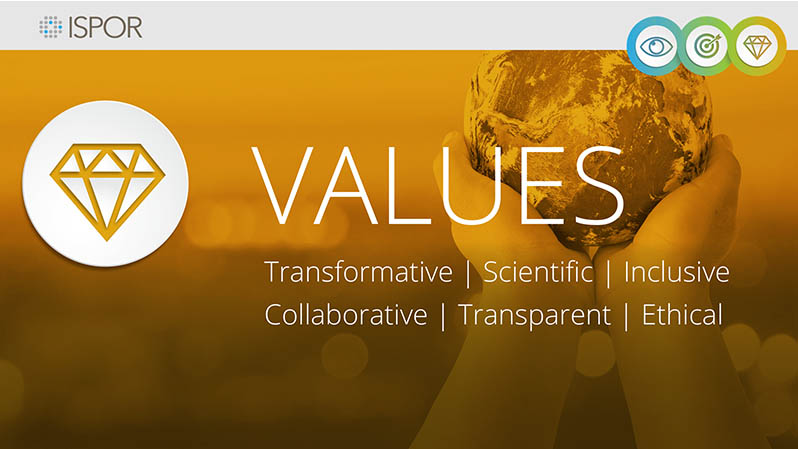 ISPOR
VALUES
Transformative | Scientific | Inclusive
Collaborative | Transparent | Ethical